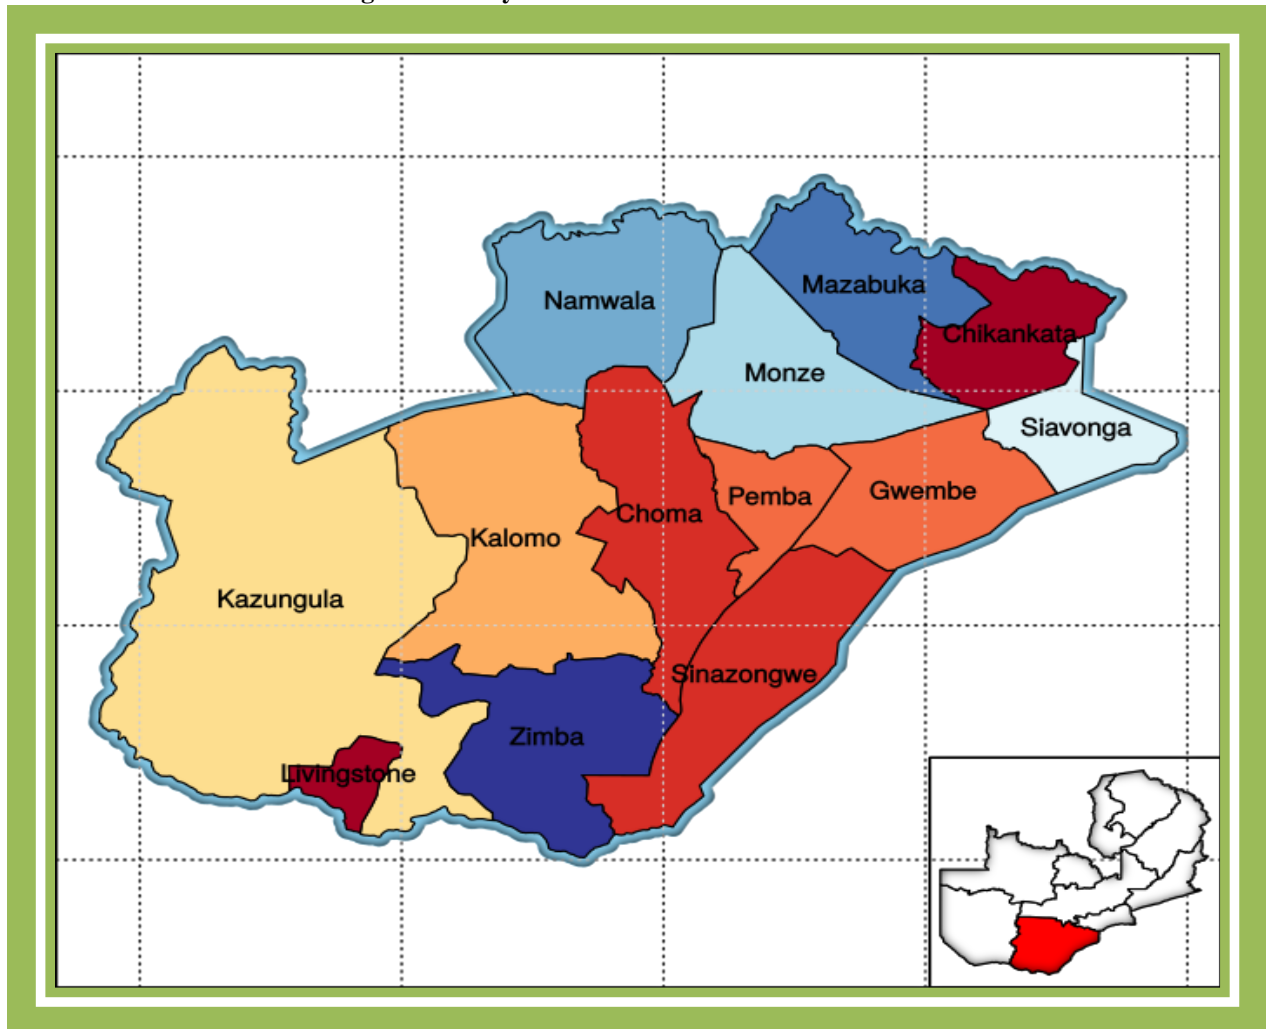 Mazabuka
Namwala
Chikankata
Monze
Siavonga
Gwembe
Pemba
Choma
Kalomo
Kazungula
Sinazongwe
Zimba
Livingstone